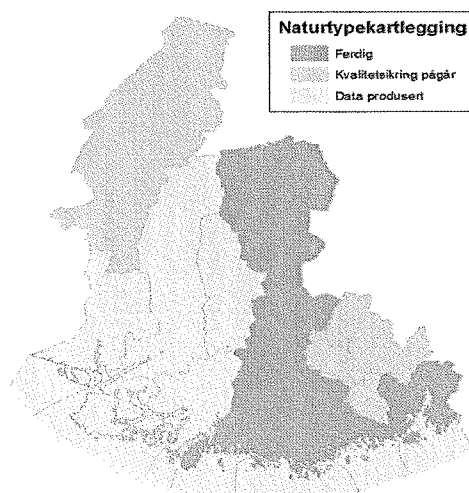 Naturtypekartlegging
Ferdig
Kvalitetsikring pågår
Data produsert